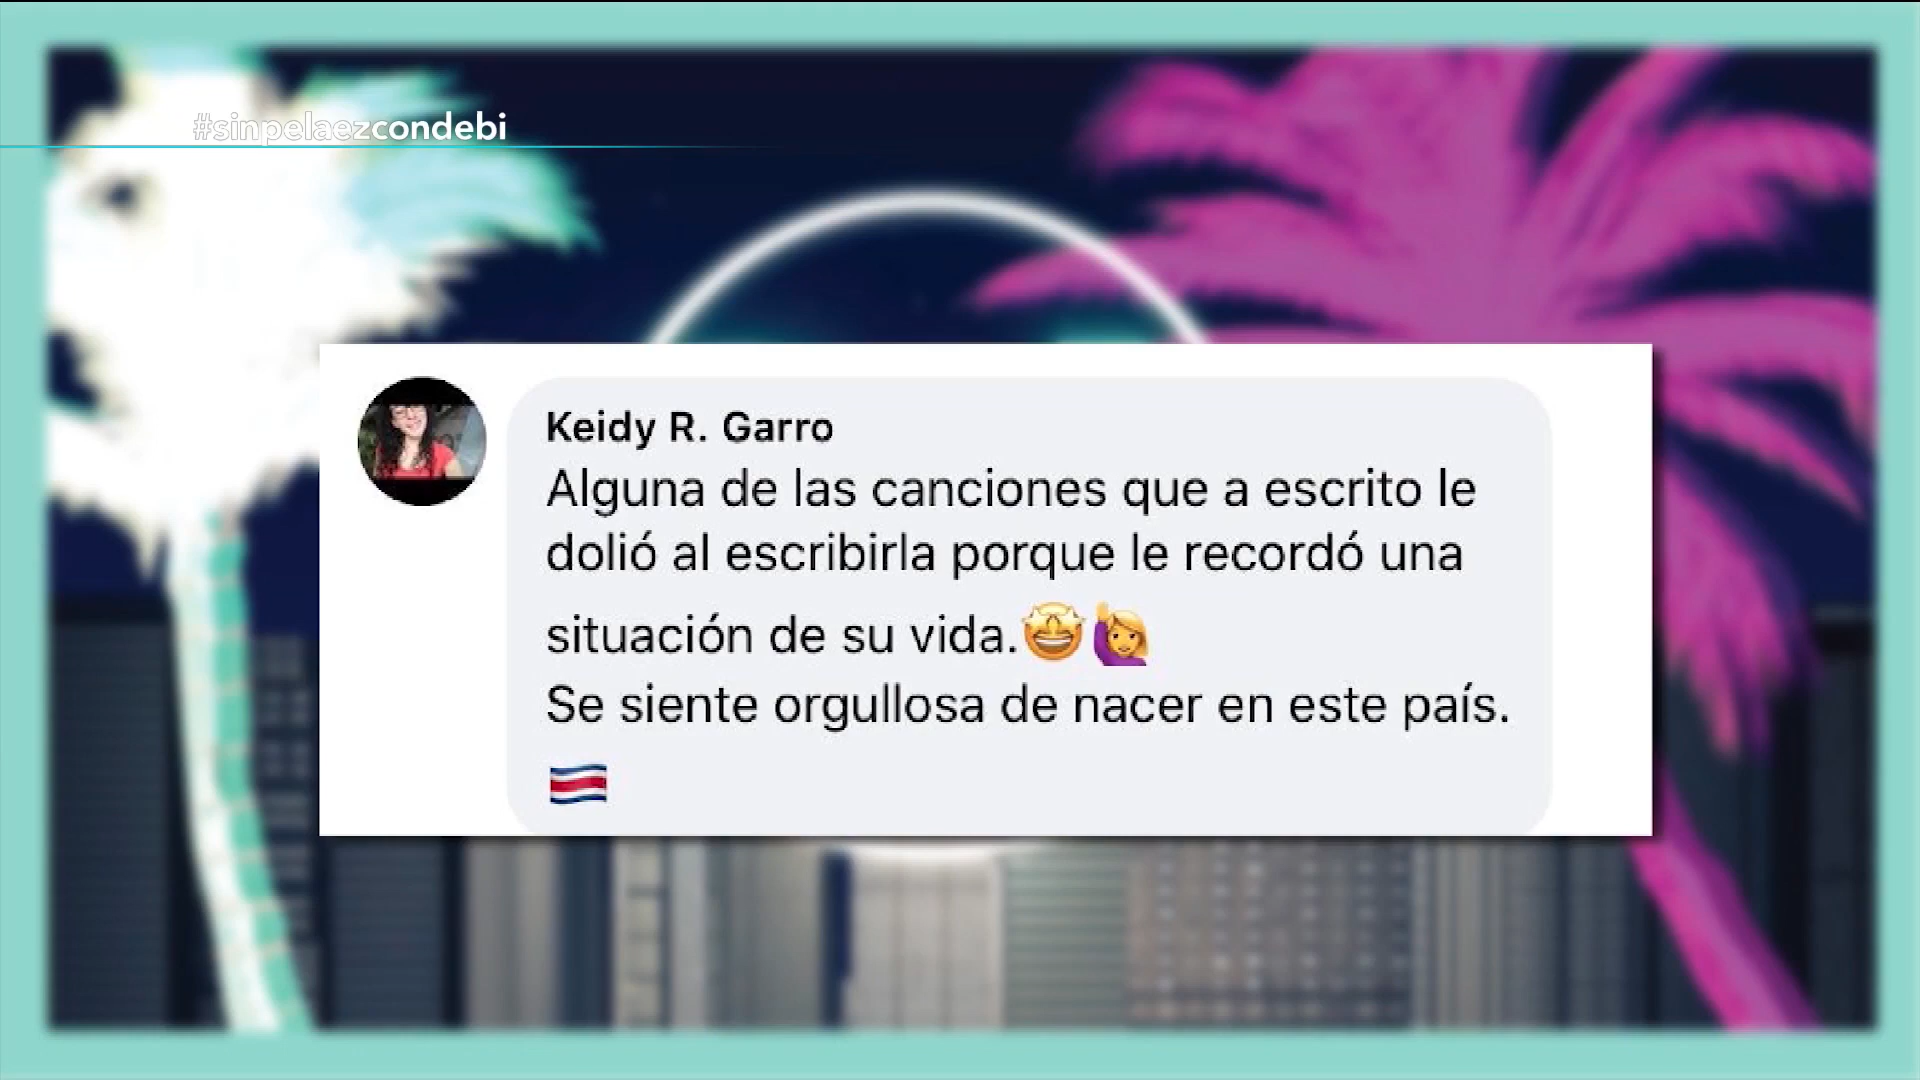 #sinpelaezcondebi
Keidy R. Garro
Alguna de las canciones que a escrito le
dolió al escribirla porque le recordó una
situación de su vida.🤩🙋‍♀️
Se siente orgullosa de nacer en este país.
🇨🇷